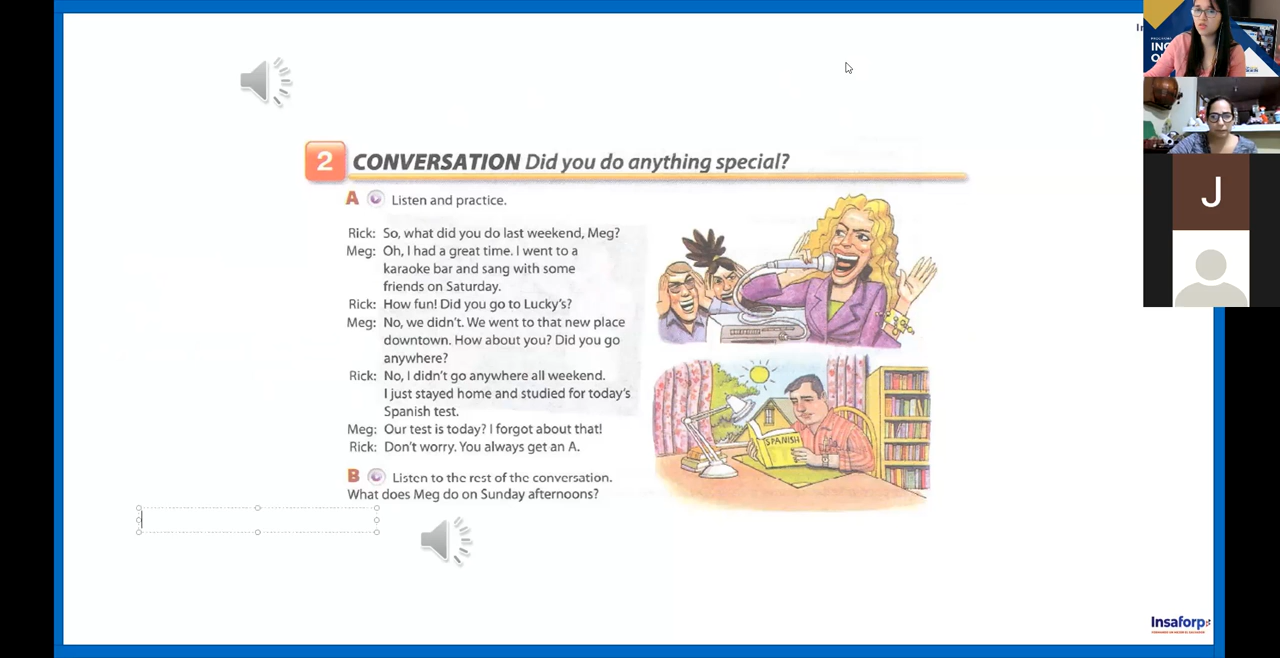 2 CONVERSATION Did you do anything special?
A Listen and practice.
Rick: So, what did you do last weekend, Meg?
Meg: Oh, I had a great time. I went to a
karaoke bar and sang with some
friends on Saturday.
Rick: How fun! Did you go to Lucky's?
Meg: No, we didn't. We went to that new place
downtown. How about you? Did you go
anywhere?
Rick: No, I didn't go anywhere all weekend.
I just stayed home and studied for today's
Spanish test.
Meg: Our test is today? I forgot about that!
Rick: Don't worry. You always get an A.
B Listen to the rest of the conversation.
What does Meg do on Sunday afternoons?
SPANISH
J
Insaforp